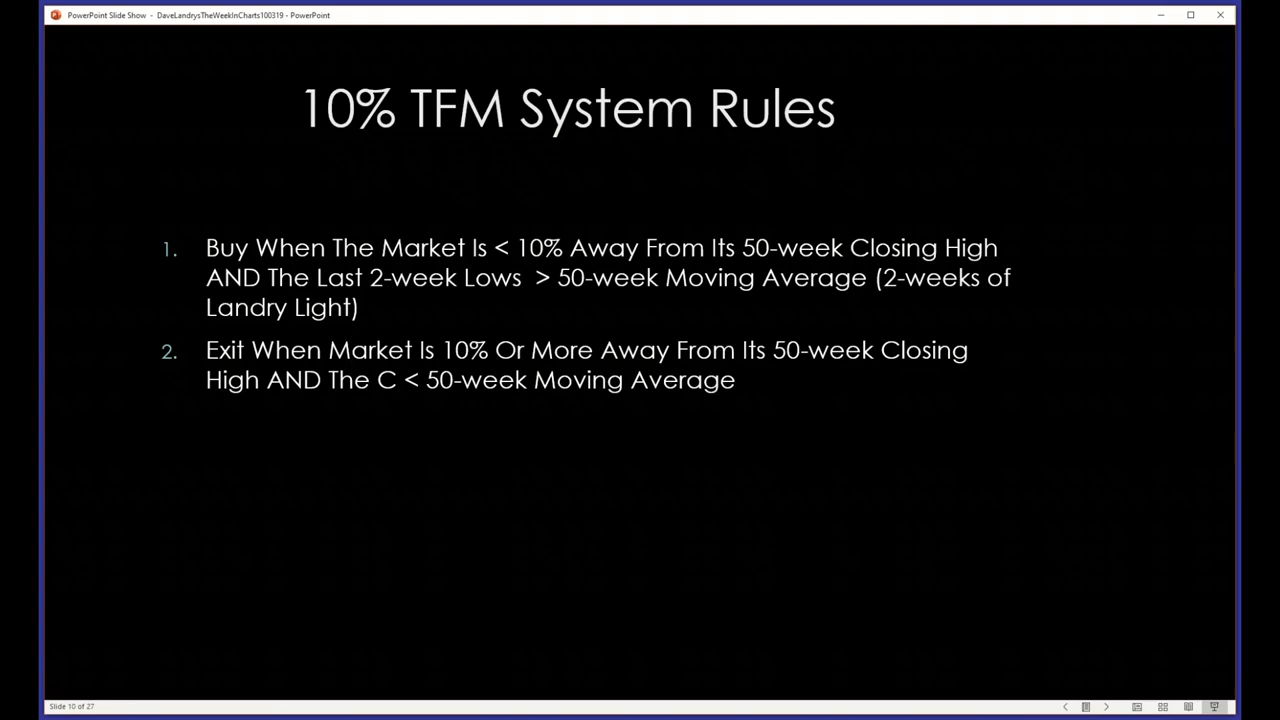 PowerPoint Slide Show - DaveLandrysTheWeekInCharts100319 - PowerPoint
10% TFM System Rules
1. Buy When The Market Is < 10% Away From Its 50-week Closing High
AND The Last 2-week Lows > 50-week Moving Average (2-weeks of
Landry Light)
2. Exit When Market Is 10% Or More Away From Its 50-week Closing
High AND The C < 50-week Moving Average
Slide 10 of 27